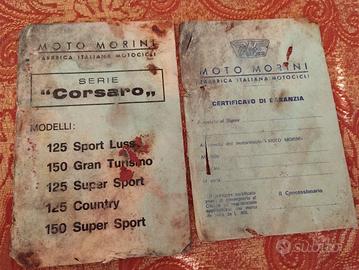 MOTO MORINI
FABBRICA ITALIANA MOTOCICLI
SERIE
"Corsaro„
MODELLI:
125 Sport Lusso
150 Gran Turismo
125 Super Sport
125 Country
150 Super Sport
MOTO MORINI
FABBRICA ITALIANA MOTOCICLI
CERTIFICATO DI GARANZIA
Il Concessionario
subito